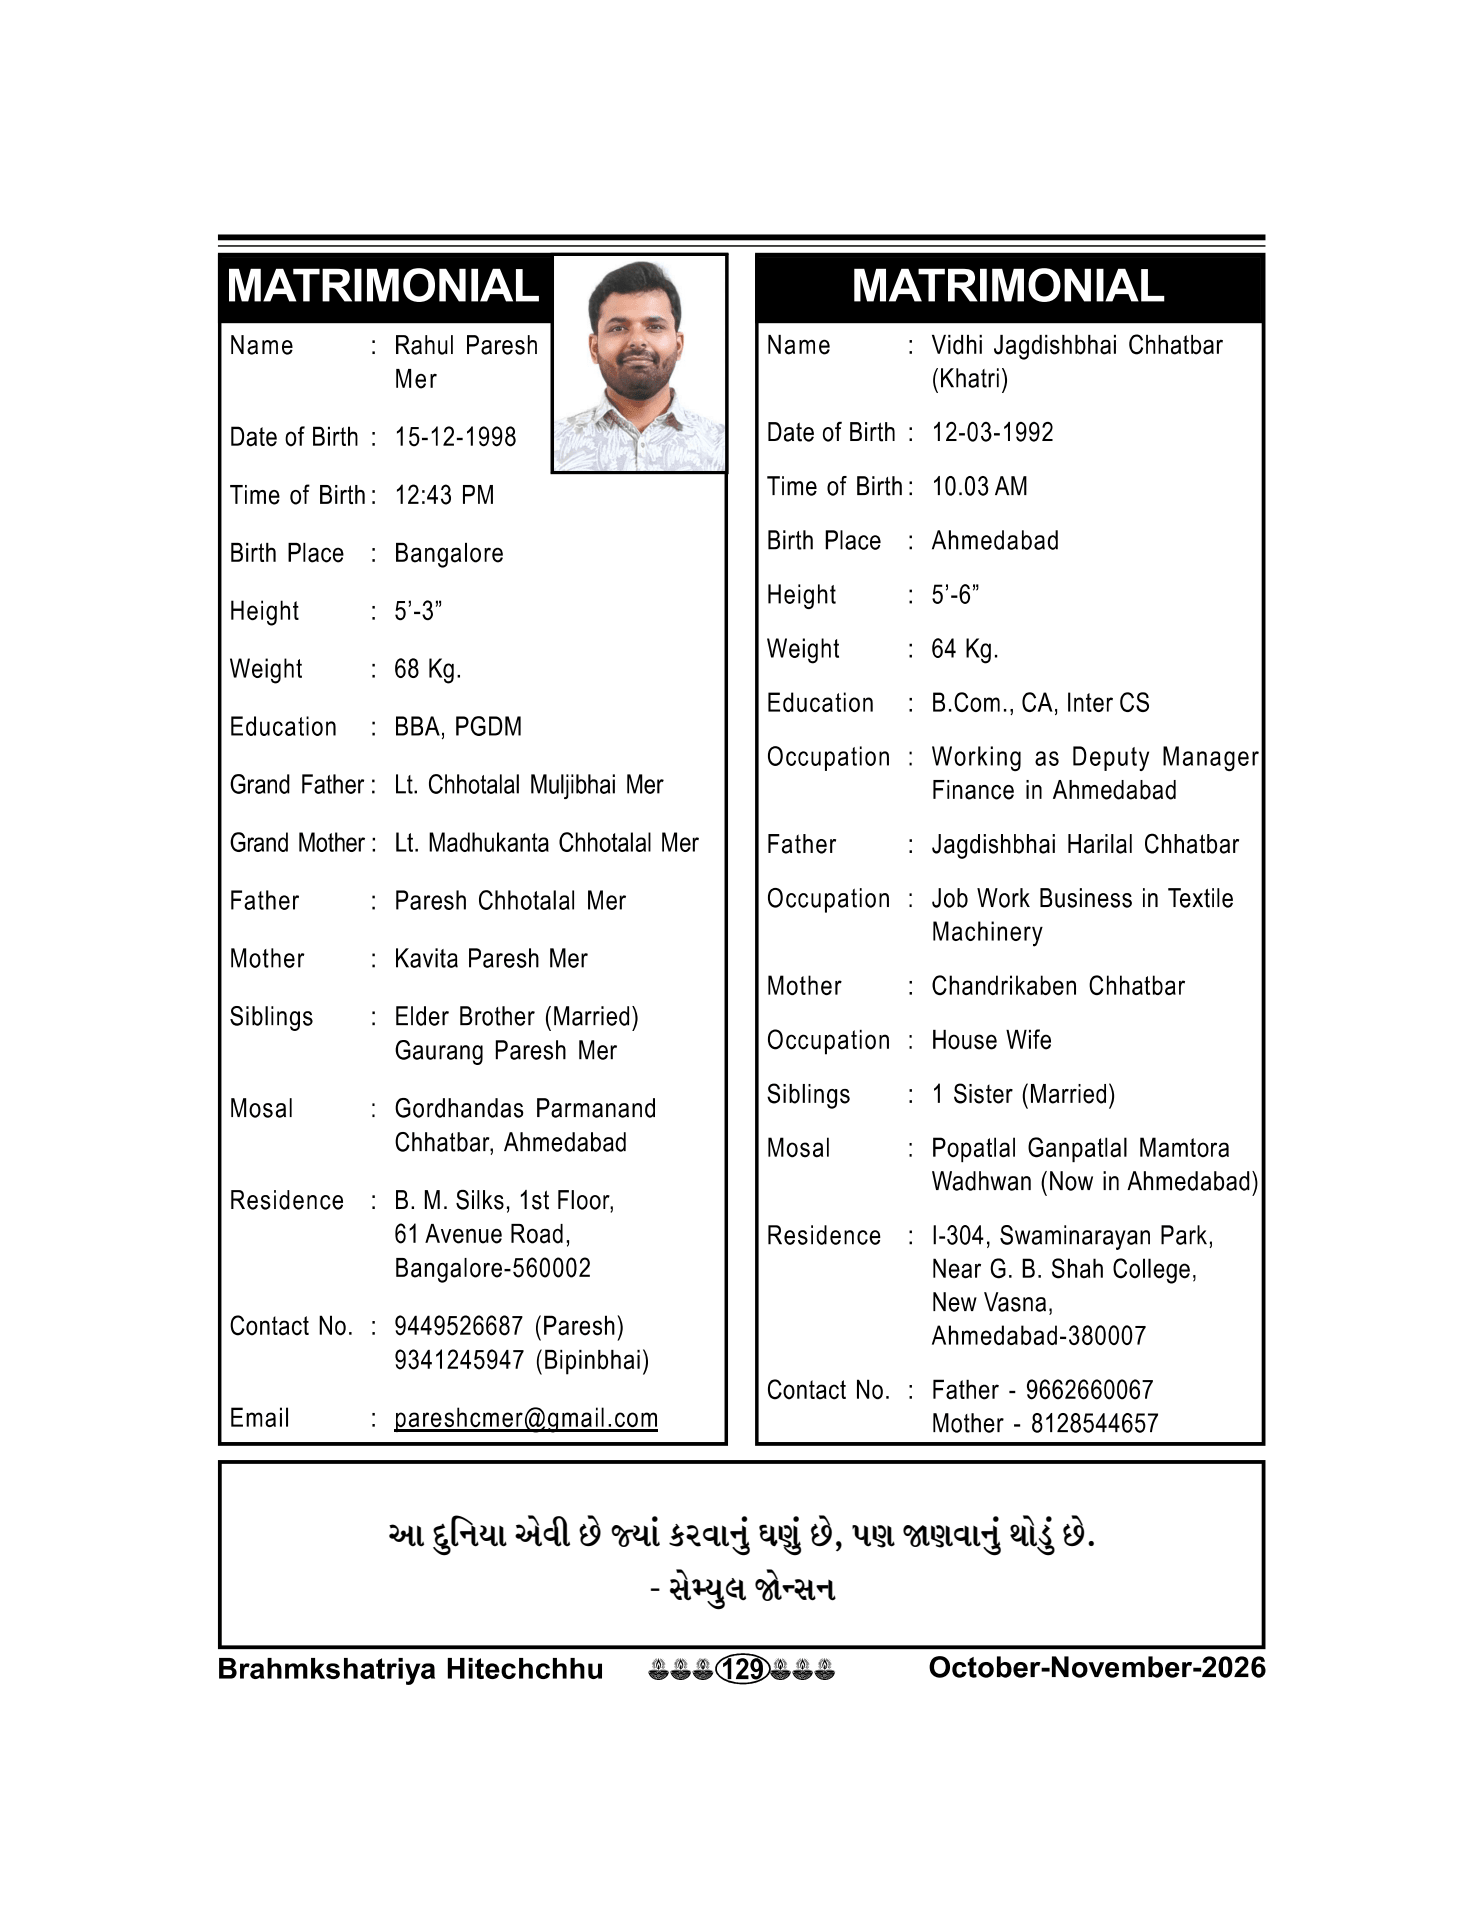 MATRIMONIAL
Name : Rahul Paresh
Mer
Date of Birth : 15-12-1998
Time of Birth : 12:43 PM
Birth Place : Bangalore
Height : 5’-3”
Weight : 68 Kg.
Education : BBA, PGDM
Grand Father : Lt. Chhotalal Muljibhai Mer
Grand Mother : Lt. Madhukanta Chhotalal Mer
Father : Paresh Chhotalal Mer
Mother : Kavita Paresh Mer
Siblings : Elder Brother (Married)
Gaurang Paresh Mer
Mosal : Gordhandas Parmanand
Chhatbar, Ahmedabad
Residence : B. M. Silks, 1st Floor,
61 Avenue Road,
Bangalore-560002
Contact No. : 9449526687 (Paresh)
9341245947 (Bipinbhai)
Email : pareshcmer@gmail.com
MATRIMONIAL
Name : Vidhi Jagdishbhai Chhatbar
(Khatri)
Date of Birth : 12-03-1992
Time of Birth : 10.03 AM
Birth Place : Ahmedabad
Height : 5’-6”
Weight : 64 Kg.
Education : B.Com., CA, Inter CS
Occupation : Working as Deputy Manager
Finance in Ahmedabad
Father : Jagdishbhai Harilal Chhatbar
Occupation : Job Work Business in Textile
Machinery
Mother : Chandrikaben Chhatbar
Occupation : House Wife
Siblings : 1 Sister (Married)
Mosal : Popatlal Ganpatlal Mamtora
Wadhwan (Now in Ahmedabad)
Residence : I-304, Swaminarayan Park,
Near G. B. Shah College,
New Vasna,
Ahmedabad-380007
Contact No. : Father - 9662660067
Mother - 8128544657
આ દુનિયા એવી છે જ્યાં કરવાનું ઘણું છે, પણ જાણવાનું થોડું છે.
- સેમ્યુલ જોન્સન
Brahmkshatriya Hitechchhu 129 October-November-2026